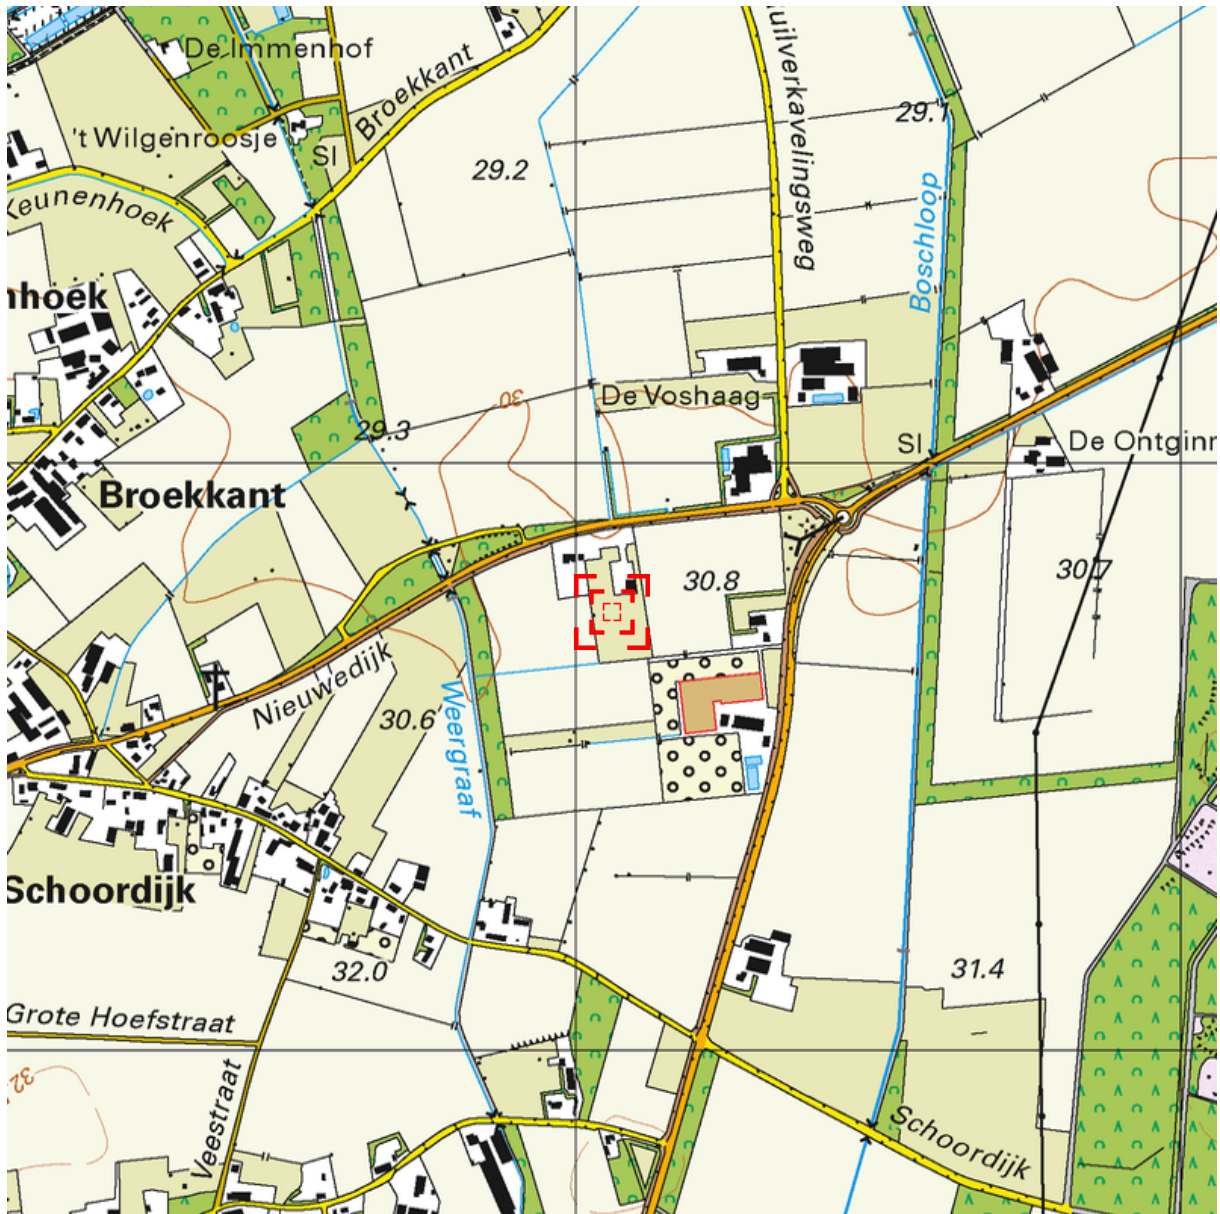 De Immenhof
Broekkant
uilverkavelingsweg
't Wilgenroosje
Sl
29.1
29.2
Keunenhoek
Boschloop
nhoek
30
De Voshaag
29.3
Sl
De Ontginn
Broekkant
30.8
30.7
Nieuwedijk
Weergraaf
30.6
Schoordijk
32.0
31.4
Grote Hoefstraat
32
Veestraat
Schoordijk